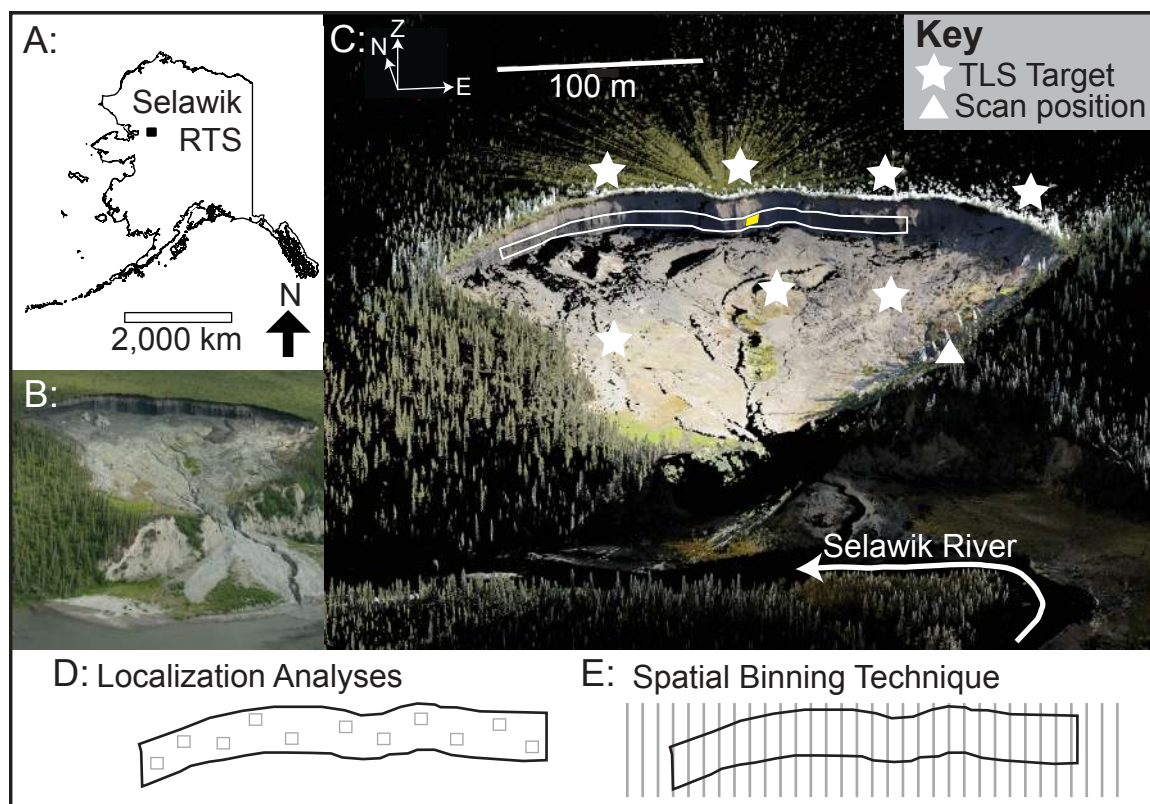 A:
Selawik
RTS
2,000 km
N
B:
C:
Z
N
E
100 m
Key
TLS Target
Scan position
Selawik River
D: Localization Analyses
E: Spatial Binning Technique